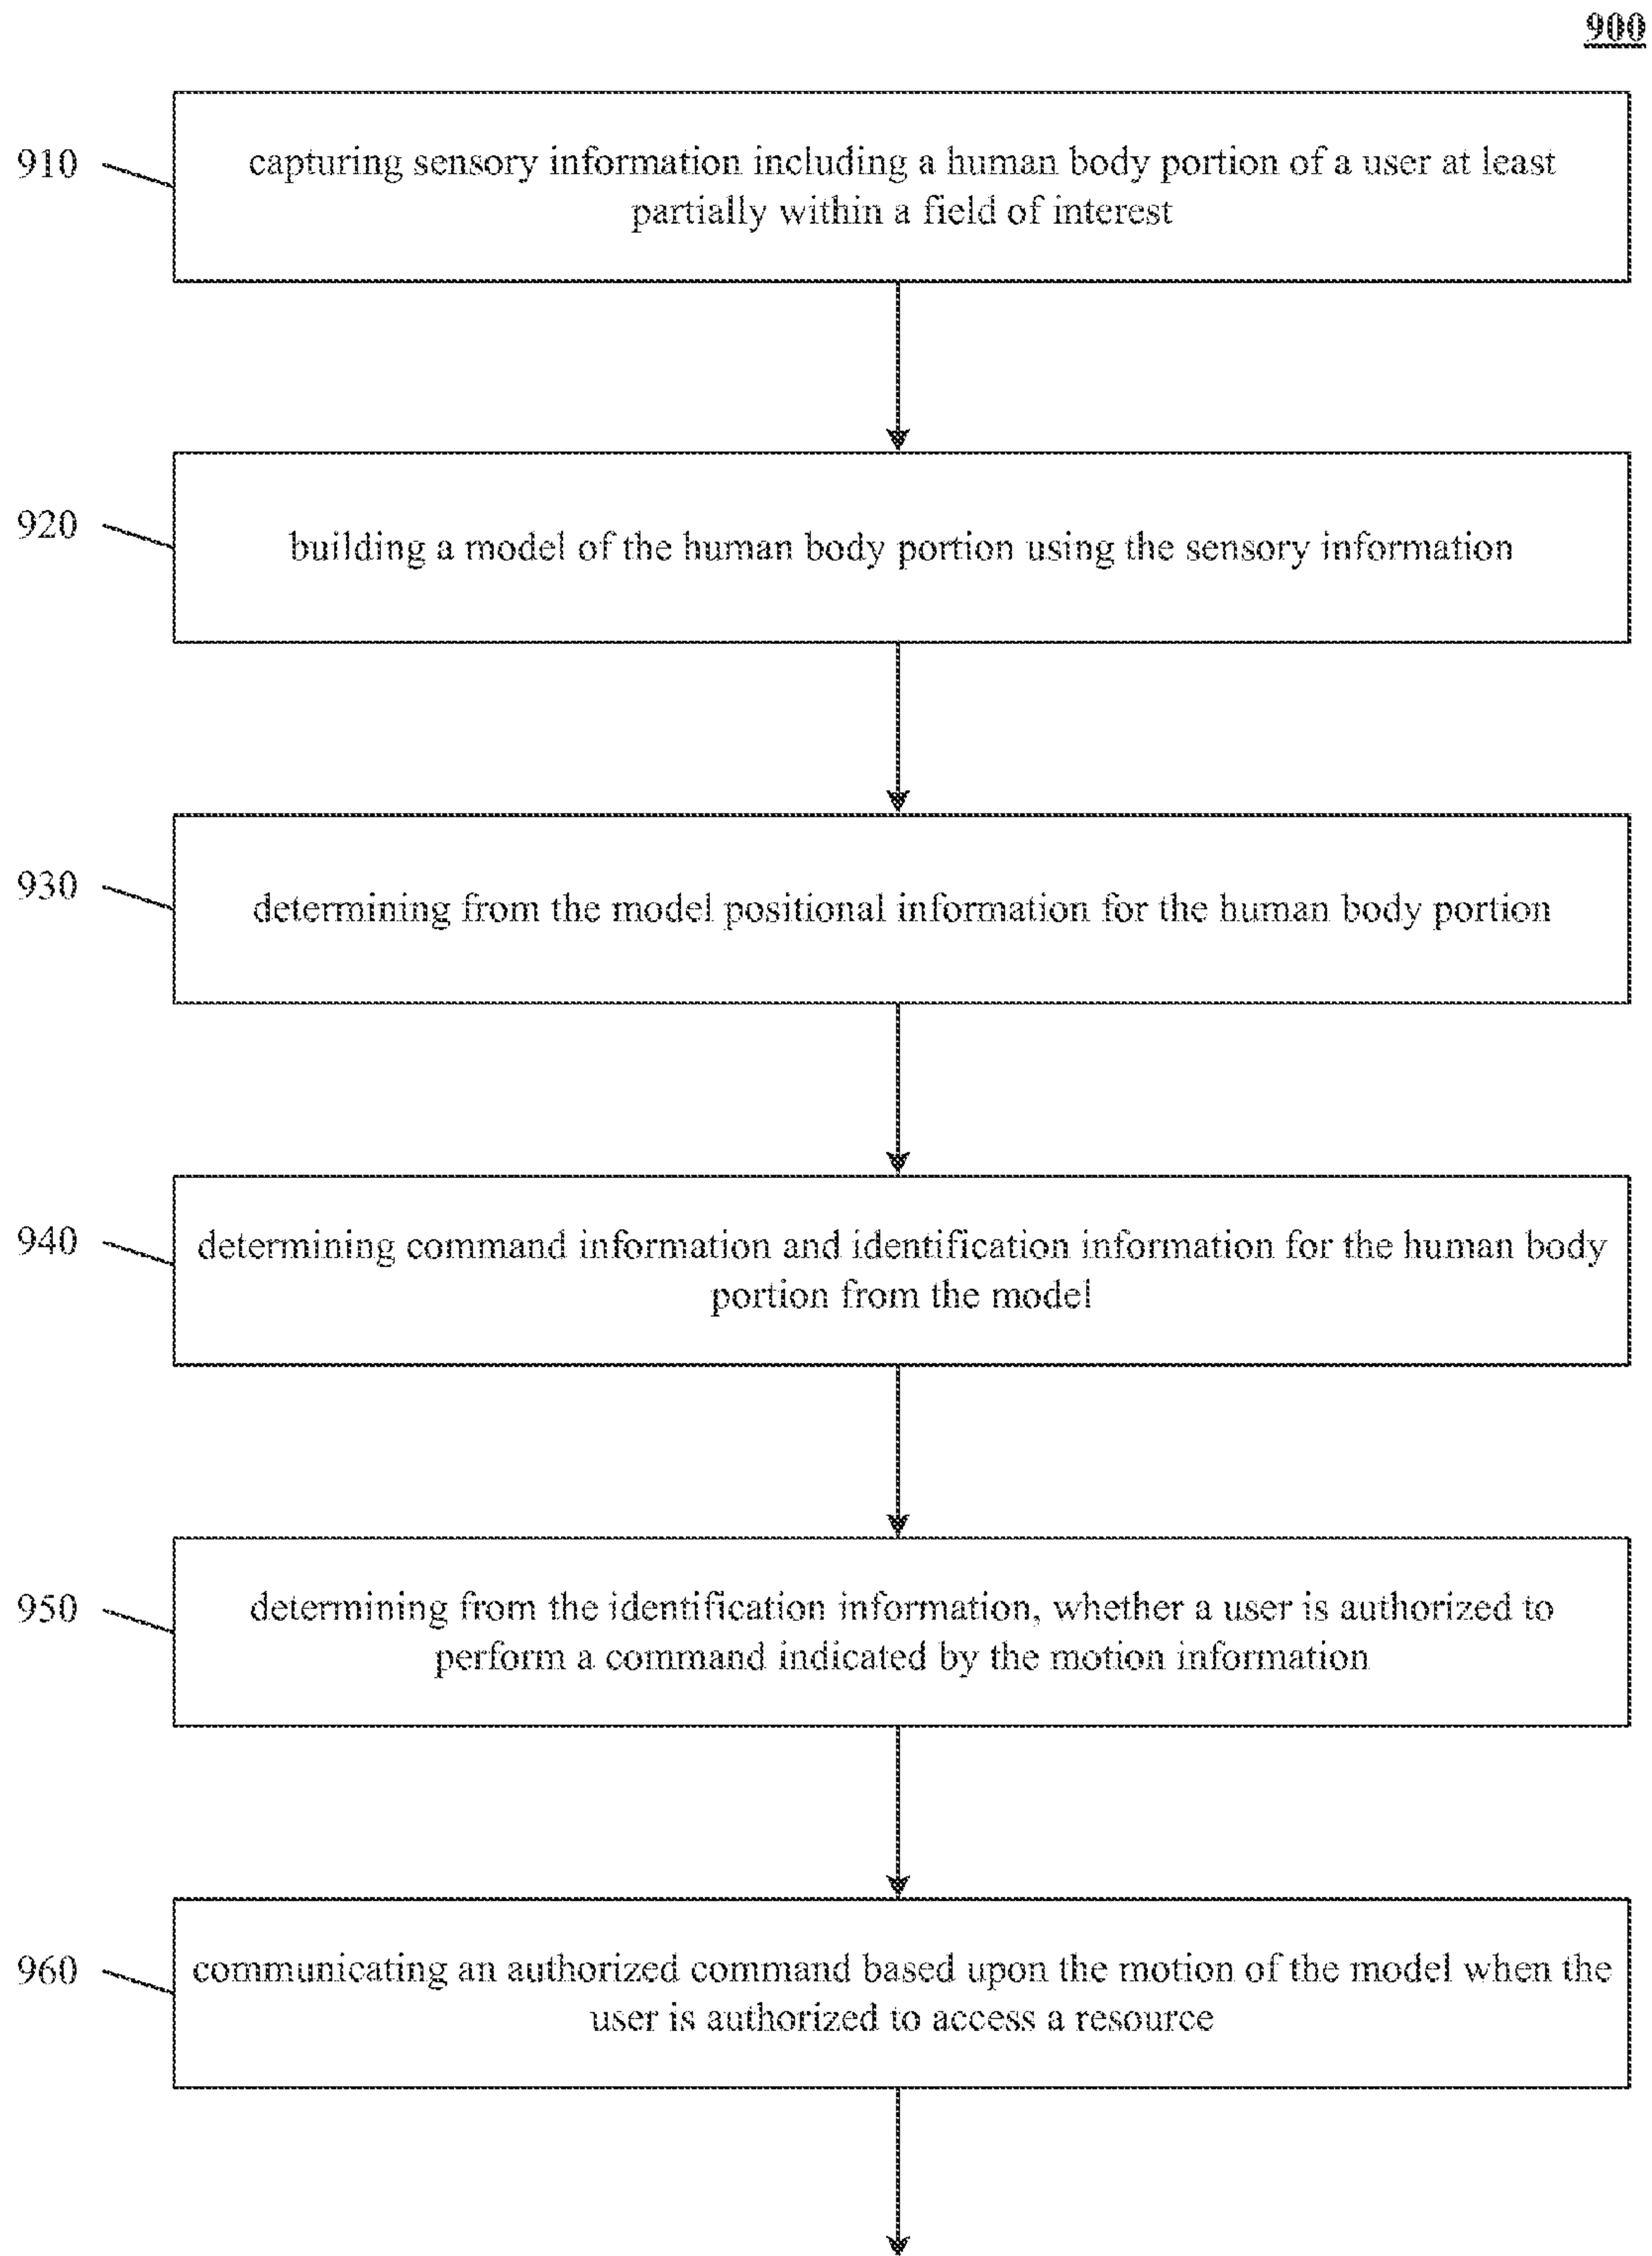 900
910
capturing sensory information including a human body portion of a user at least
partially within a field of interest
920
building a model of the human body portion using the sensory information
930
determining from the model positional information for the human body portion
940
determining command information and identification information for the human body
portion from the model
950
determining from the identification information, whether a user is authorized to
perform a command indicated by the motion information
960
communicating an authorized command based upon the motion of the model when the
user is authorized to access a resource